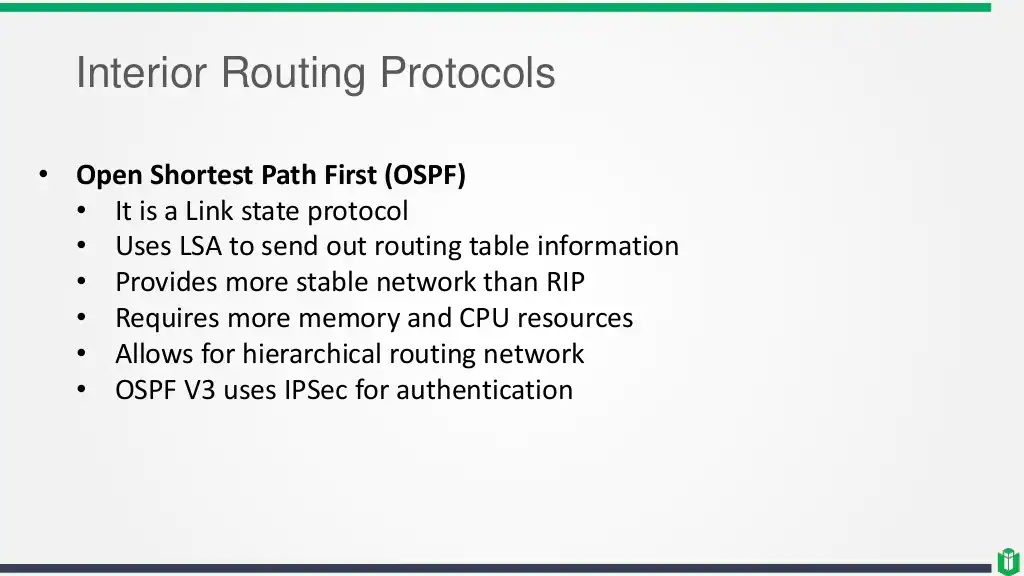 Interior Routing Protocols
• Open Shortest Path First (OSPF)
• It is a Link state protocol
• Uses LSA to send out routing table information
• Provides more stable network than RIP
• Requires more memory and CPU resources
• Allows for hierarchical routing network
• OSPF V3 uses IPSec for authentication